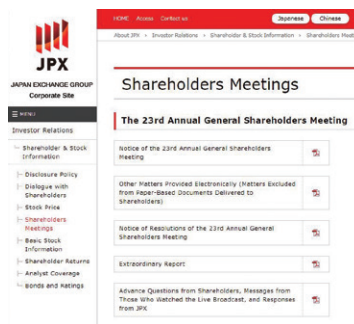 HOME Access Contact us
Japanese
Chinese
About JPX Investor Relations Shareholder & Stock Information Shareholders Meet
JPX
JAPAN EXCHANGE GROUP
Corporate Site
MENU
Investor Relations
Shareholder & Stock
Information
Disclosure Policy
Dialogue with
Shareholders
Stock Price
Shareholders
Meetings
Basic Stock
Information
Shareholder Returns
Analyst Coverage
Bonds and Ratings
Shareholders Meetings
The 23rd Annual General Shareholders Meeting
Notice of the 23rd Annual General Shareholders
Meeting
Other Matters Provided Electronically (Matters Excluded
from Paper-Based Documents Delivered to
Shareholders)
Notice of Resolutions of the 23rd Annual General
Shareholders Meeting
Extraordinary Report
Advance Questions from Shareholders, Messages from
Those Who Watched the Live Broadcast, and Responses
from JPX